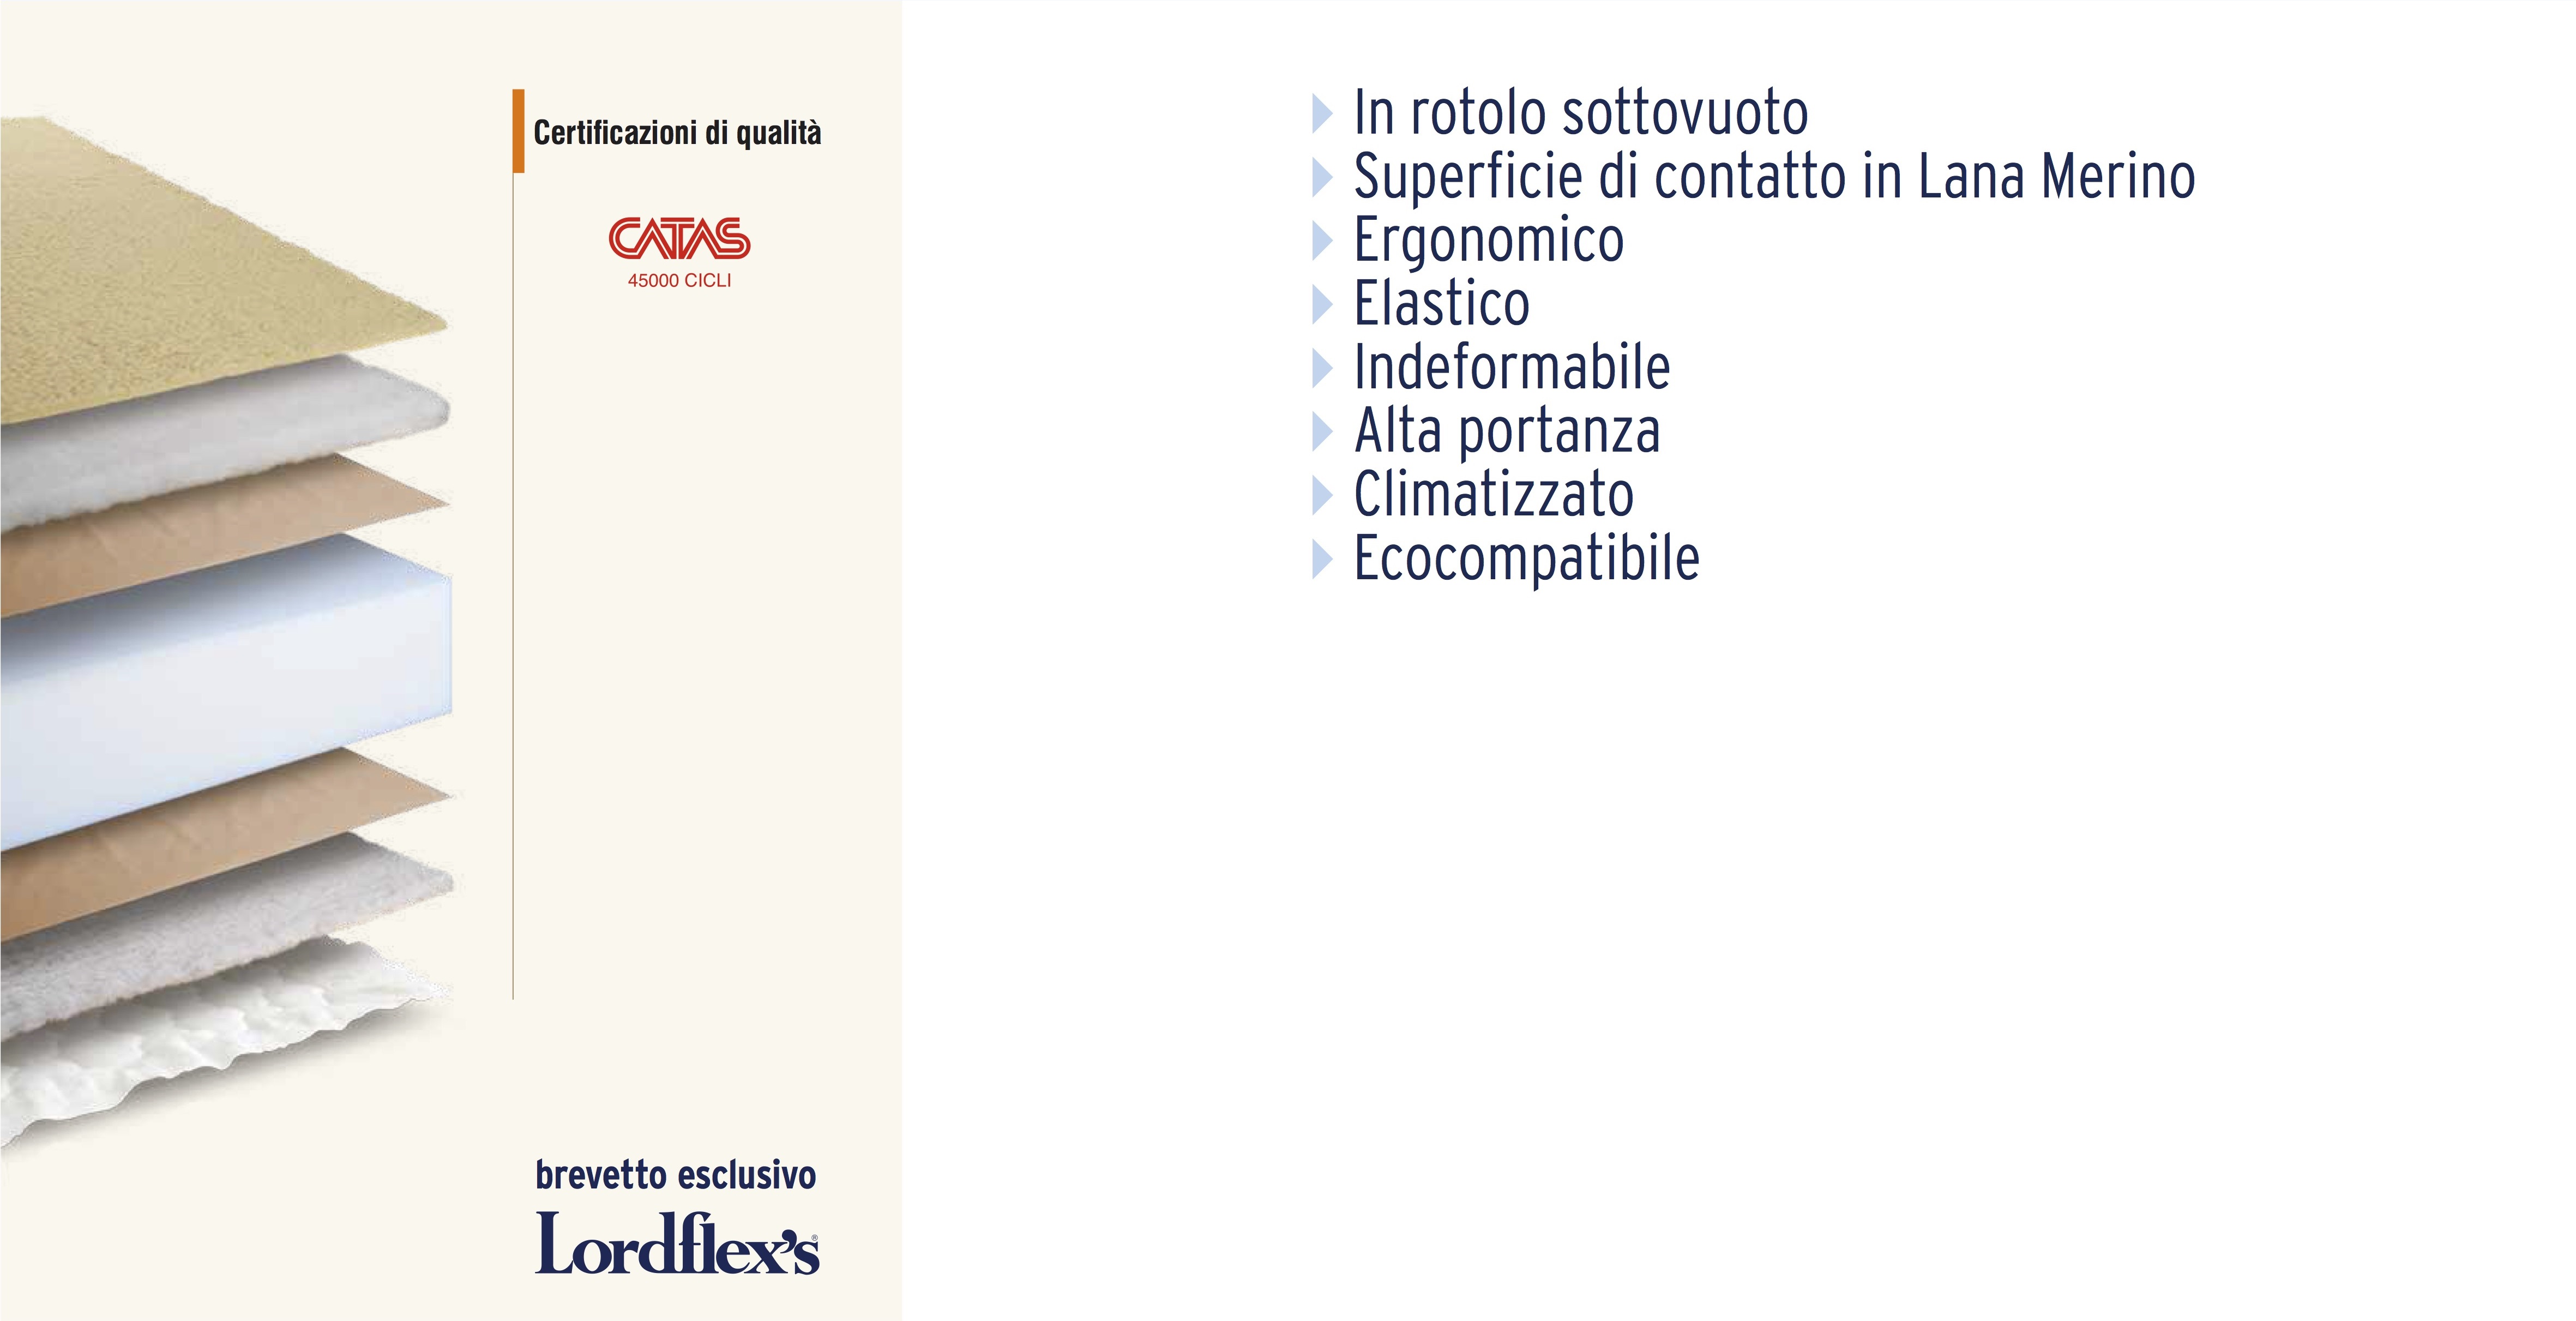 Certificazioni di qualità
CATAS
45000 CICLI
brevetto esclusivo
Lordflex's®
In rotolo sottovuoto
Superficie di contatto in Lana Merino
Ergonomico
Elastico
Indeformabile
Alta portanza
Climatizzato
Ecocompatibile